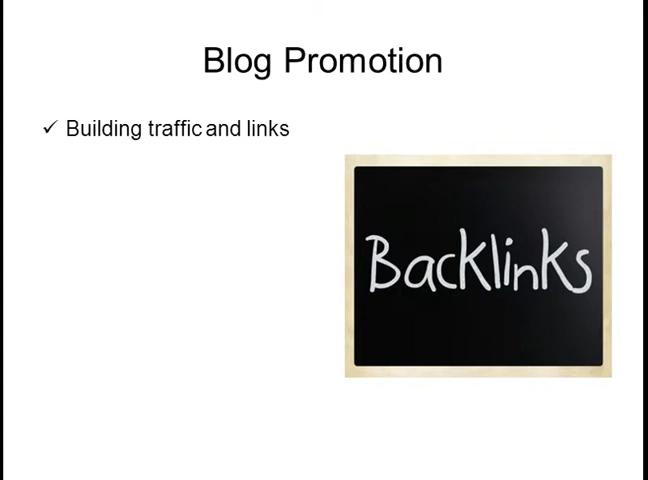 Blog Promotion
✓ Building traffic and links
Backlinks